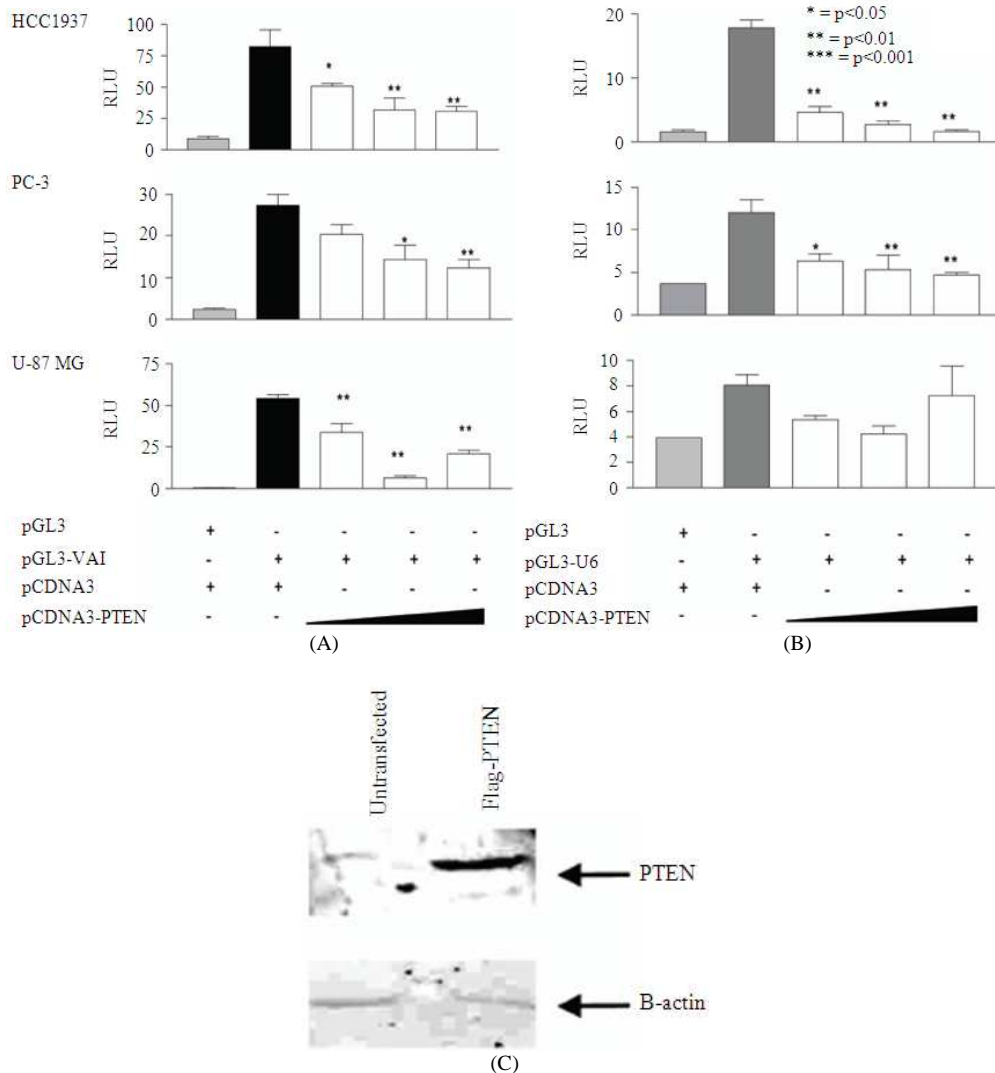 HCC1937
100
75
50
25
0
RLU
*
**
**
20
10
0
RLU
* = p<0.05
** = p<0.01
*** = p<0.001
**
**
**
PC-3
30
20
10
0
RLU
*
**
15
10
5
0
RLU
*
**
**
U-87 MG
75
50
25
0
RLU
**
**
**
10
8
6
4
2
0
RLU
pGL3 + - - - -
pGL3-VAI - + + + +
pCDNA3 + + - - -
pCDNA3-PTEN - -
(A)
pGL3 + - - - -
pGL3-U6 - + + + +
pCDNA3 + + - - -
pCDNA3-PTEN - -
(B)
Untransfected
Flag-PTEN
PTEN
B-actin
(C)